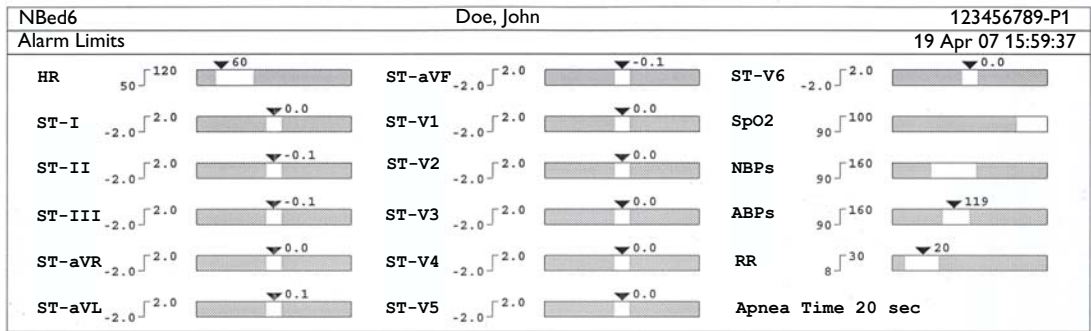 NBed6 Doe, John 123456789-P1
Alarm Limits 19 Apr 07 15:59:37
HR 50 120 60 ST-aVF -2.0 2.0 -0.1 ST-V6 -2.0 2.0 0.0
ST-I -2.0 2.0 0.0 ST-V1 -2.0 2.0 0.0 SpO2 90 100
ST-II -2.0 2.0 -0.1 ST-V2 -2.0 2.0 0.0 NBPs 90 160
ST-III -2.0 2.0 -0.1 ST-V3 -2.0 2.0 0.0 ABPs 90 160 119
ST-aVR -2.0 2.0 0.0 ST-V4 -2.0 2.0 0.0 RR 8 30 20
ST-aVL -2.0 2.0 0.1 ST-V5 -2.0 2.0 0.0 Apnea Time 20 sec